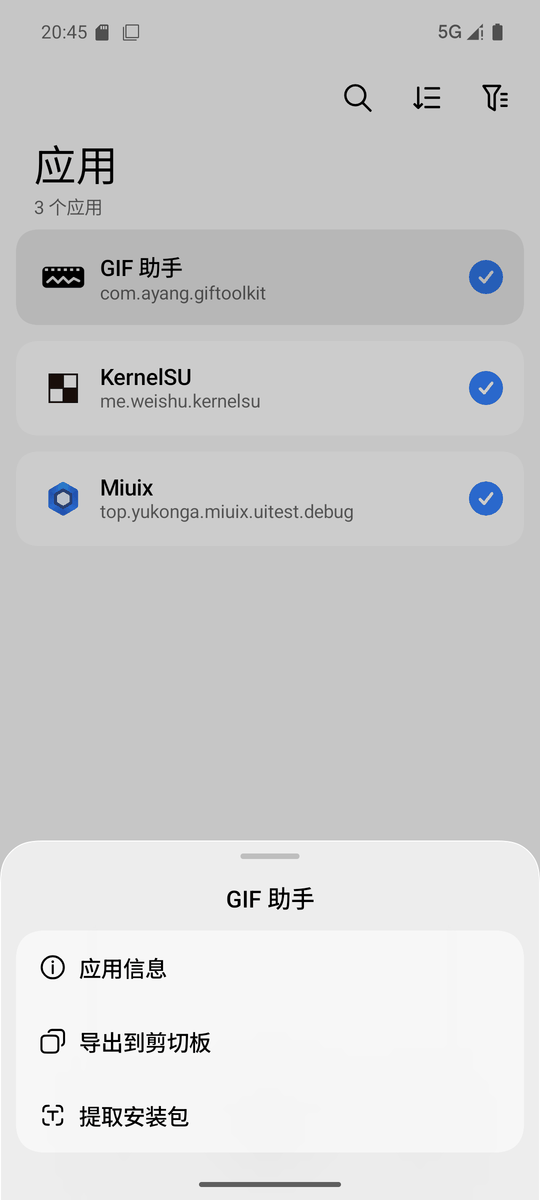 20:45
5G
应用
3 个应用
GIF 助手
com.ayang.giftoolkit
KernelSU
me.weishu.kernelsu
Miuix
top.yukonga.miuix.uitest.debug
GIF 助手
应用信息
导出到剪切板
提取安装包